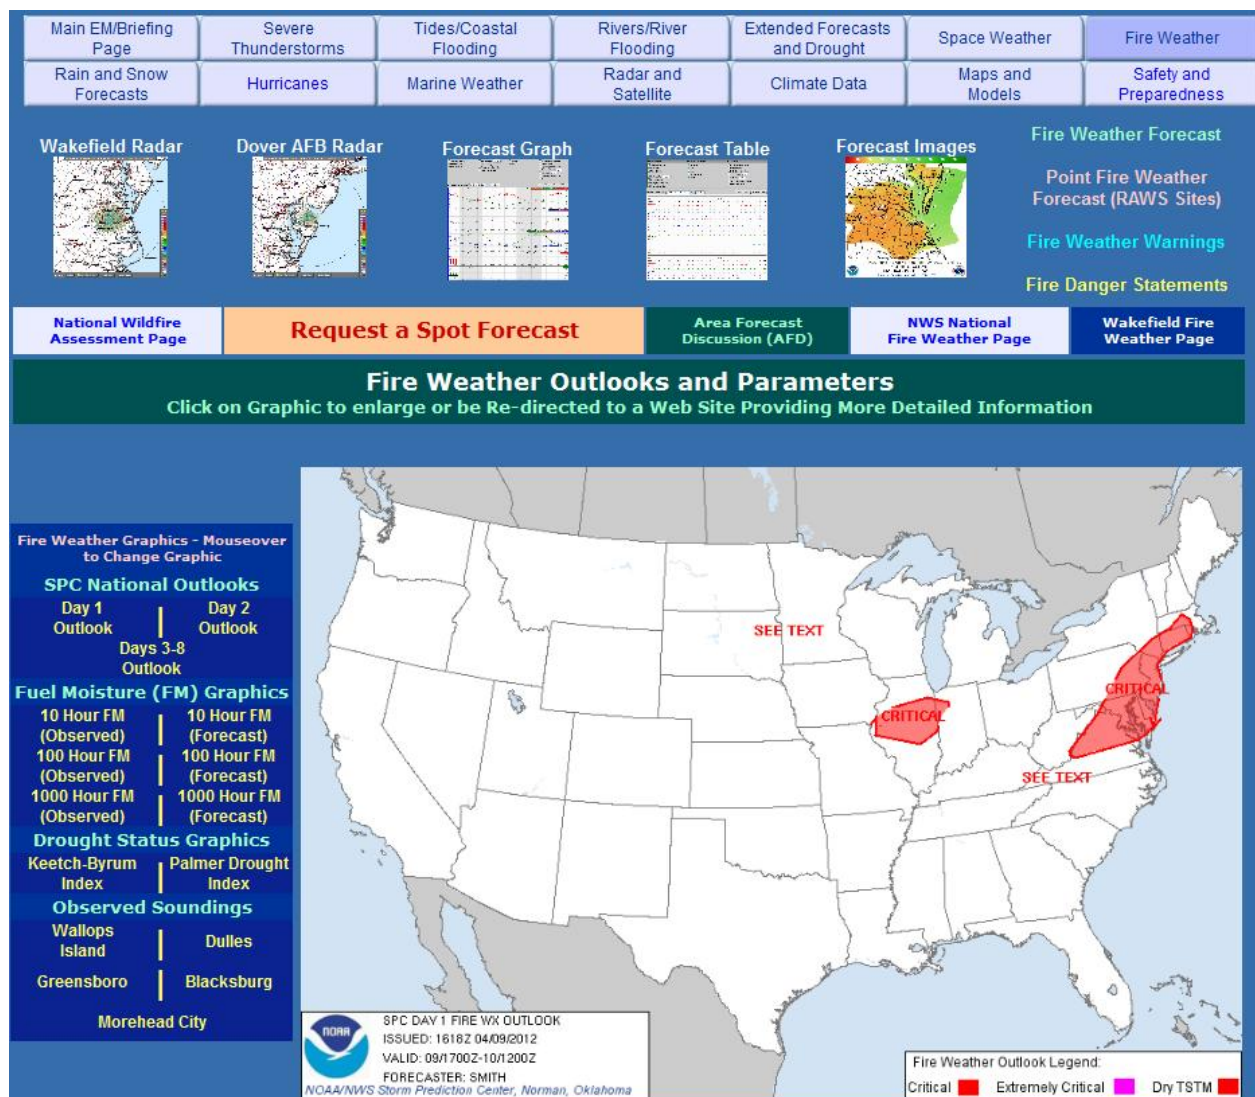 Main EM/Briefing
Page
Severe
Thunderstorms
Tides/Coastal
Flooding
Rivers/River
Flooding
Extended Forecasts
and Drought
Space Weather
Fire Weather
Rain and Snow
Forecasts
Hurricanes
Marine Weather
Radar and
Satellite
Climate Data
Maps and
Models
Safety and
Preparedness
Wakefield Radar
Dover AFB Radar
Forecast Graph
Forecast Table
Forecast Images
Fire Weather Forecast
Point Fire Weather
Forecast (RAWS Sites)
Fire Weather Warnings
Fire Danger Statements
National Wildfire
Assessment Page
Request a Spot Forecast
Area Forecast
Discussion (AFD)
NWS National
Fire Weather Page
Wakefield Fire
Weather Page
Fire Weather Outlooks and Parameters
Click on Graphic to enlarge or be Re-directed to a Web Site Providing More Detailed Information
Fire Weather Graphics - Mouseover
to Change Graphic
SPC National Outlooks
Day 1
Outlook
Day 2
Outlook
Days 3-8
Outlook
Fuel Moisture (FM) Graphics
10 Hour FM
(Observed)
10 Hour FM
(Forecast)
100 Hour FM
(Observed)
100 Hour FM
(Forecast)
1000 Hour FM
(Observed)
1000 Hour FM
(Forecast)
Drought Status Graphics
Keetch-Byrum
Index
Palmer Drought
Index
Observed Soundings
Wallops
Island
Dulles
Greensboro
Blacksburg
Morehead City
SEE TEXT
CRITICAL
CRITICAL
SEE TEXT
NOAA
SPC DAY 1 FIRE WX OUTLOOK
ISSUED: 1618Z 04/09/2012
VALID: 09/1700Z-10/1200Z
FORECASTER: SMITH
NOAA/NWS Storm Prediction Center, Norman, Oklahoma
Fire Weather Outlook Legend:
Critical
Extremely Critical
Dry TSTM